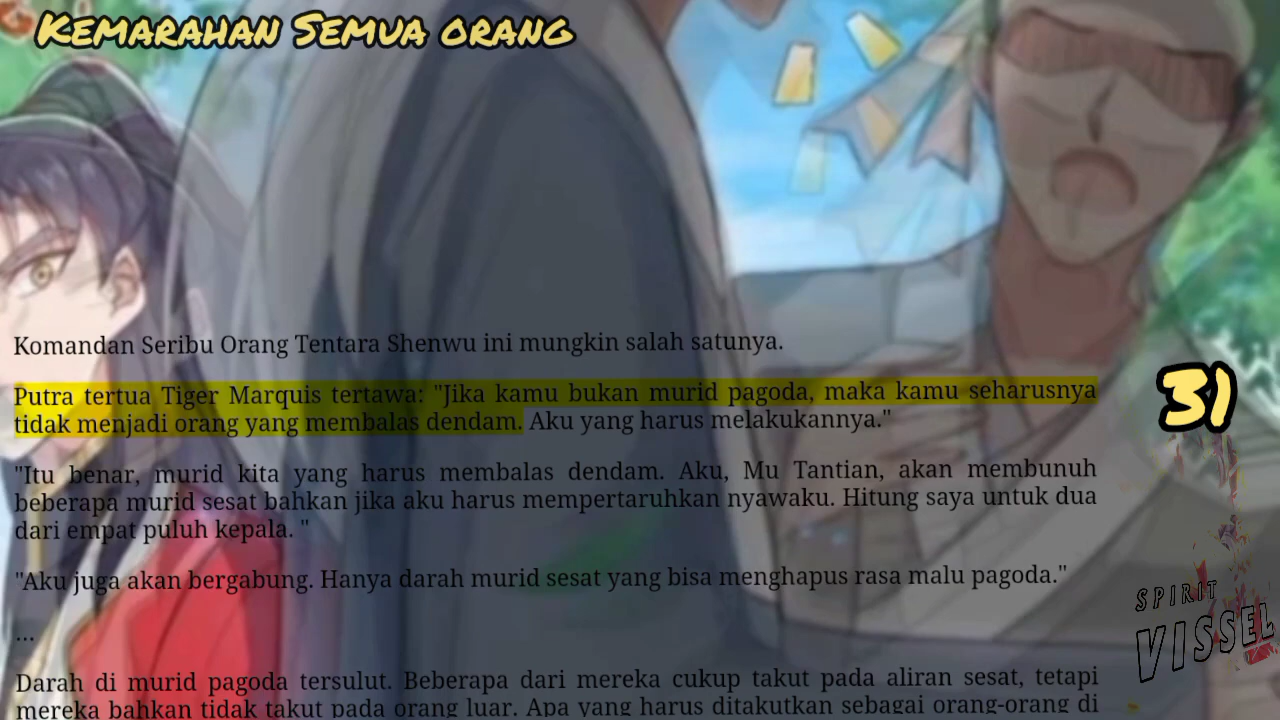 Kemarahan Semua orang
Komandan Seribu Orang Tentara Shenwu ini mungkin salah satunya.
Putra tertua Tiger Marquis tertawa: "Jika kamu bukan murid pagoda, maka kamu seharusnya
tidak menjadi orang yang membalas dendam. Aku yang harus melakukannya."
31
"Itu benar, murid kita yang harus membalas dendam. Aku, Mu Tantian, akan membunuh
beberapa murid sesat bahkan jika aku harus mempertaruhkan nyawaku. Hitung saya untuk dua
dari empat puluh kepala. "
"Aku juga akan bergabung. Hanya darah murid sesat yang bisa menghapus rasa malu pagoda."
SPIRIT
VISSEL
...
Darah di murid pagoda tersulut. Beberapa dari mereka cukup takut pada aliran sesat, tetapi
mereka bahkan tidak takut pada orang luar. Apa yang harus ditakutkan sebagai orang-orang di